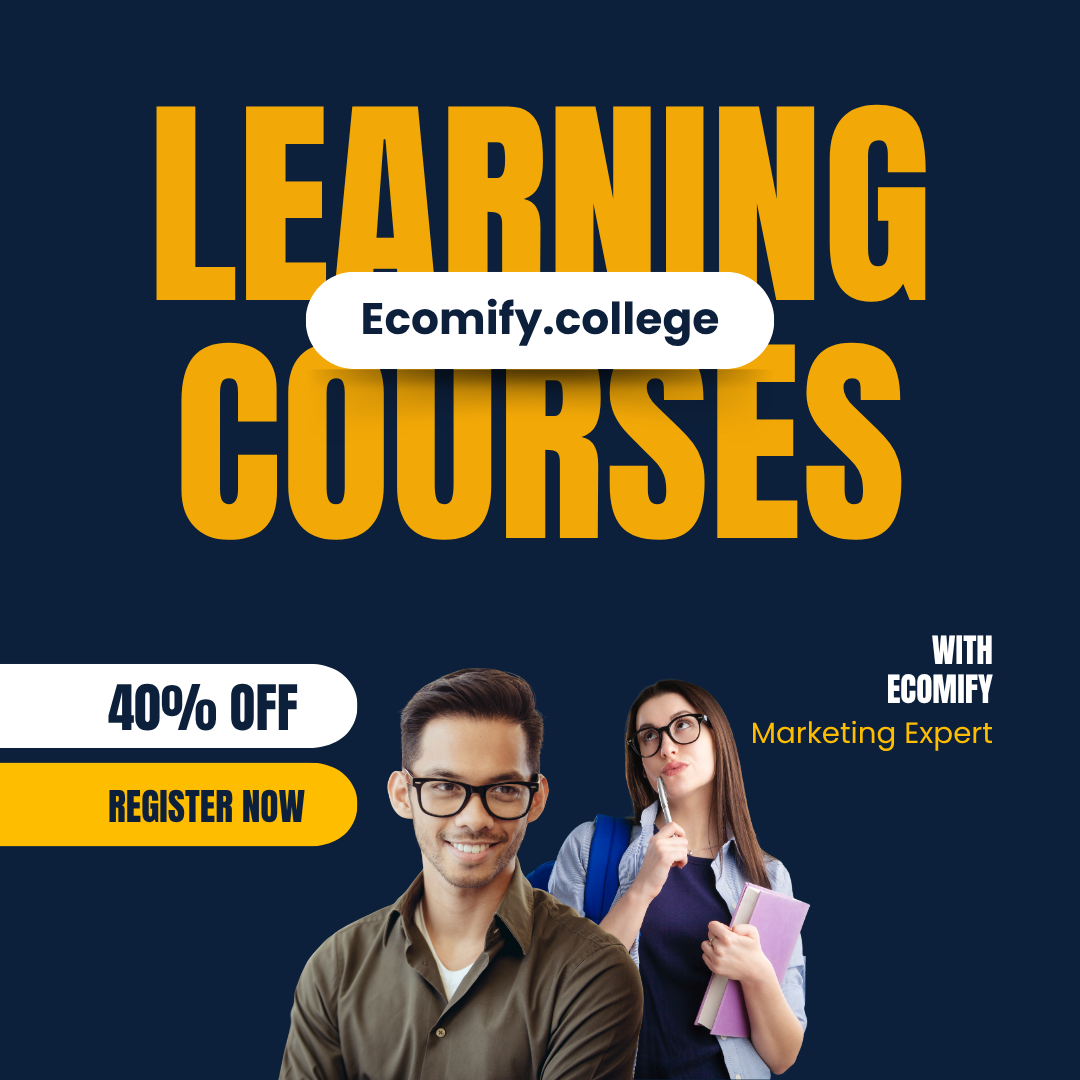 LEARNING
Ecomify.college
COURSES
WITH
ECOMIFY
Marketing Expert
40% OFF
REGISTER NOW